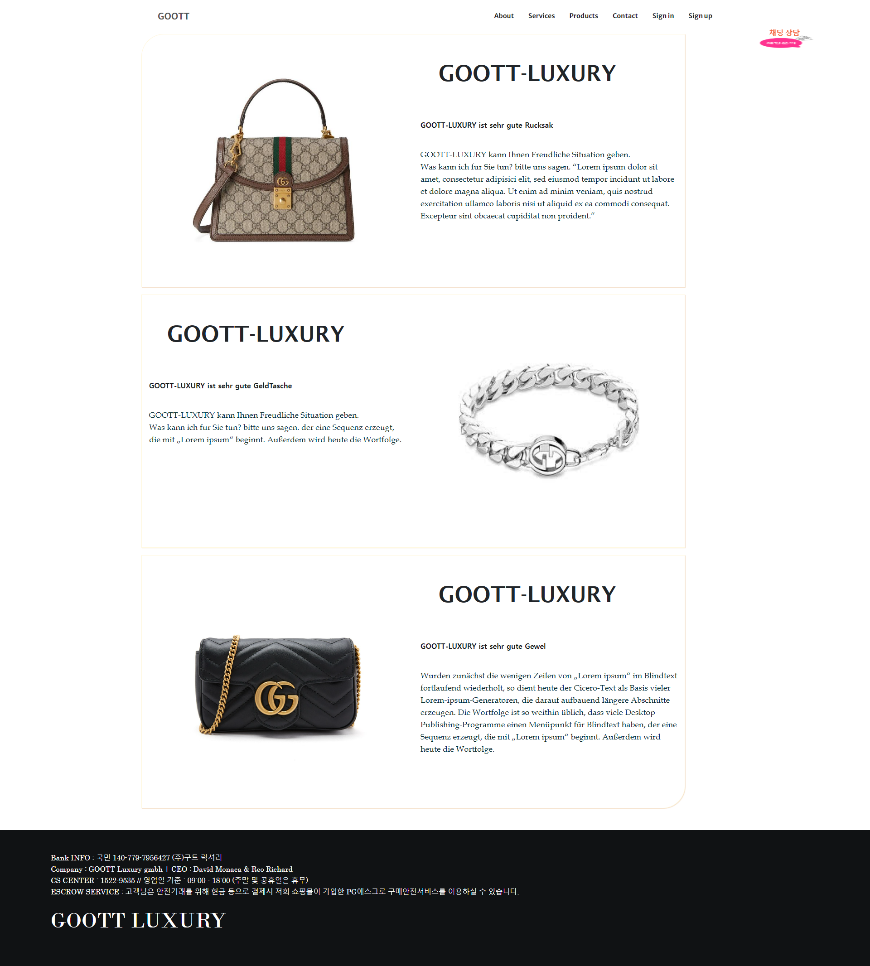 GOOTT
About Services Products Contact Sign in Sign up
채팅 상담
GOOTT-LUXURY
GOOTT-LUXURY ist sehr gute Rucksak
GOOTT-LUXURY kann Ihnen Freudliche Situation geben.
Was kann ich fur Sie tun? bitte uns sagen. "Lorem ipsum dolor sit
amet, consectetur adipisici elit, sed eiusmod tempor incidunt ut labore
et dolore magna aliqua. Ut enim ad minim veniam, quis nostrud
exercitation ullamco laboris nisi ut aliquid ex ea commodi consequat.
Excepteur sint obcaecat cupiditat non proident."
GOOTT-LUXURY
GOOTT-LUXURY ist sehr gute GeldTasche
GOOTT-LUXURY kann Ihnen Freudliche Situation geben.
Was kann ich fur Sie tun? bitte uns sagen. der eine Sequenz erzeugt,
die mit „Lorem ipsum“ beginnt. Außerdem wird heute die Wortfolge.
GOOTT-LUXURY
GOOTT-LUXURY ist sehr gute Gewel
Wurden zunächst die wenigen Zeilen von „Lorem ipsum“ im Blindtext
fortlaufend wiederholt, so dient heute der Cicero-Text als Basis vieler
Lorem-ipsum-Generatoren, die darauf aufbauend längere Abschnitte
erzeugen. Die Wortfolge ist so weithin üblich, dass viele Desktop
Publishing-Programme einen Menüpunkt für Blindtext haben, der eine
Sequenz erzeugt, die mit „Lorem ipsum“ beginnt. Außerdem wird
heute die Wortfolge.
Bank INFO : 국민 140-779-7956427 (주)구트 럭셔리
Company : GOOTT Luxury gmbh | CEO : David Monaca & Reo Richard
CS CENTER : 1522-9535 // 영업일 기준 : 09:00 - 18:00 (주말 및 공휴일은 휴무)
ESCROW SERVICE : 고객님은 안전거래를 위해 현금 등으로 결제시 저희 쇼핑몰이 가입한 PG에스그로 구매안전서비스를 이용하실 수 있습니다.
GOOTT LUXURY